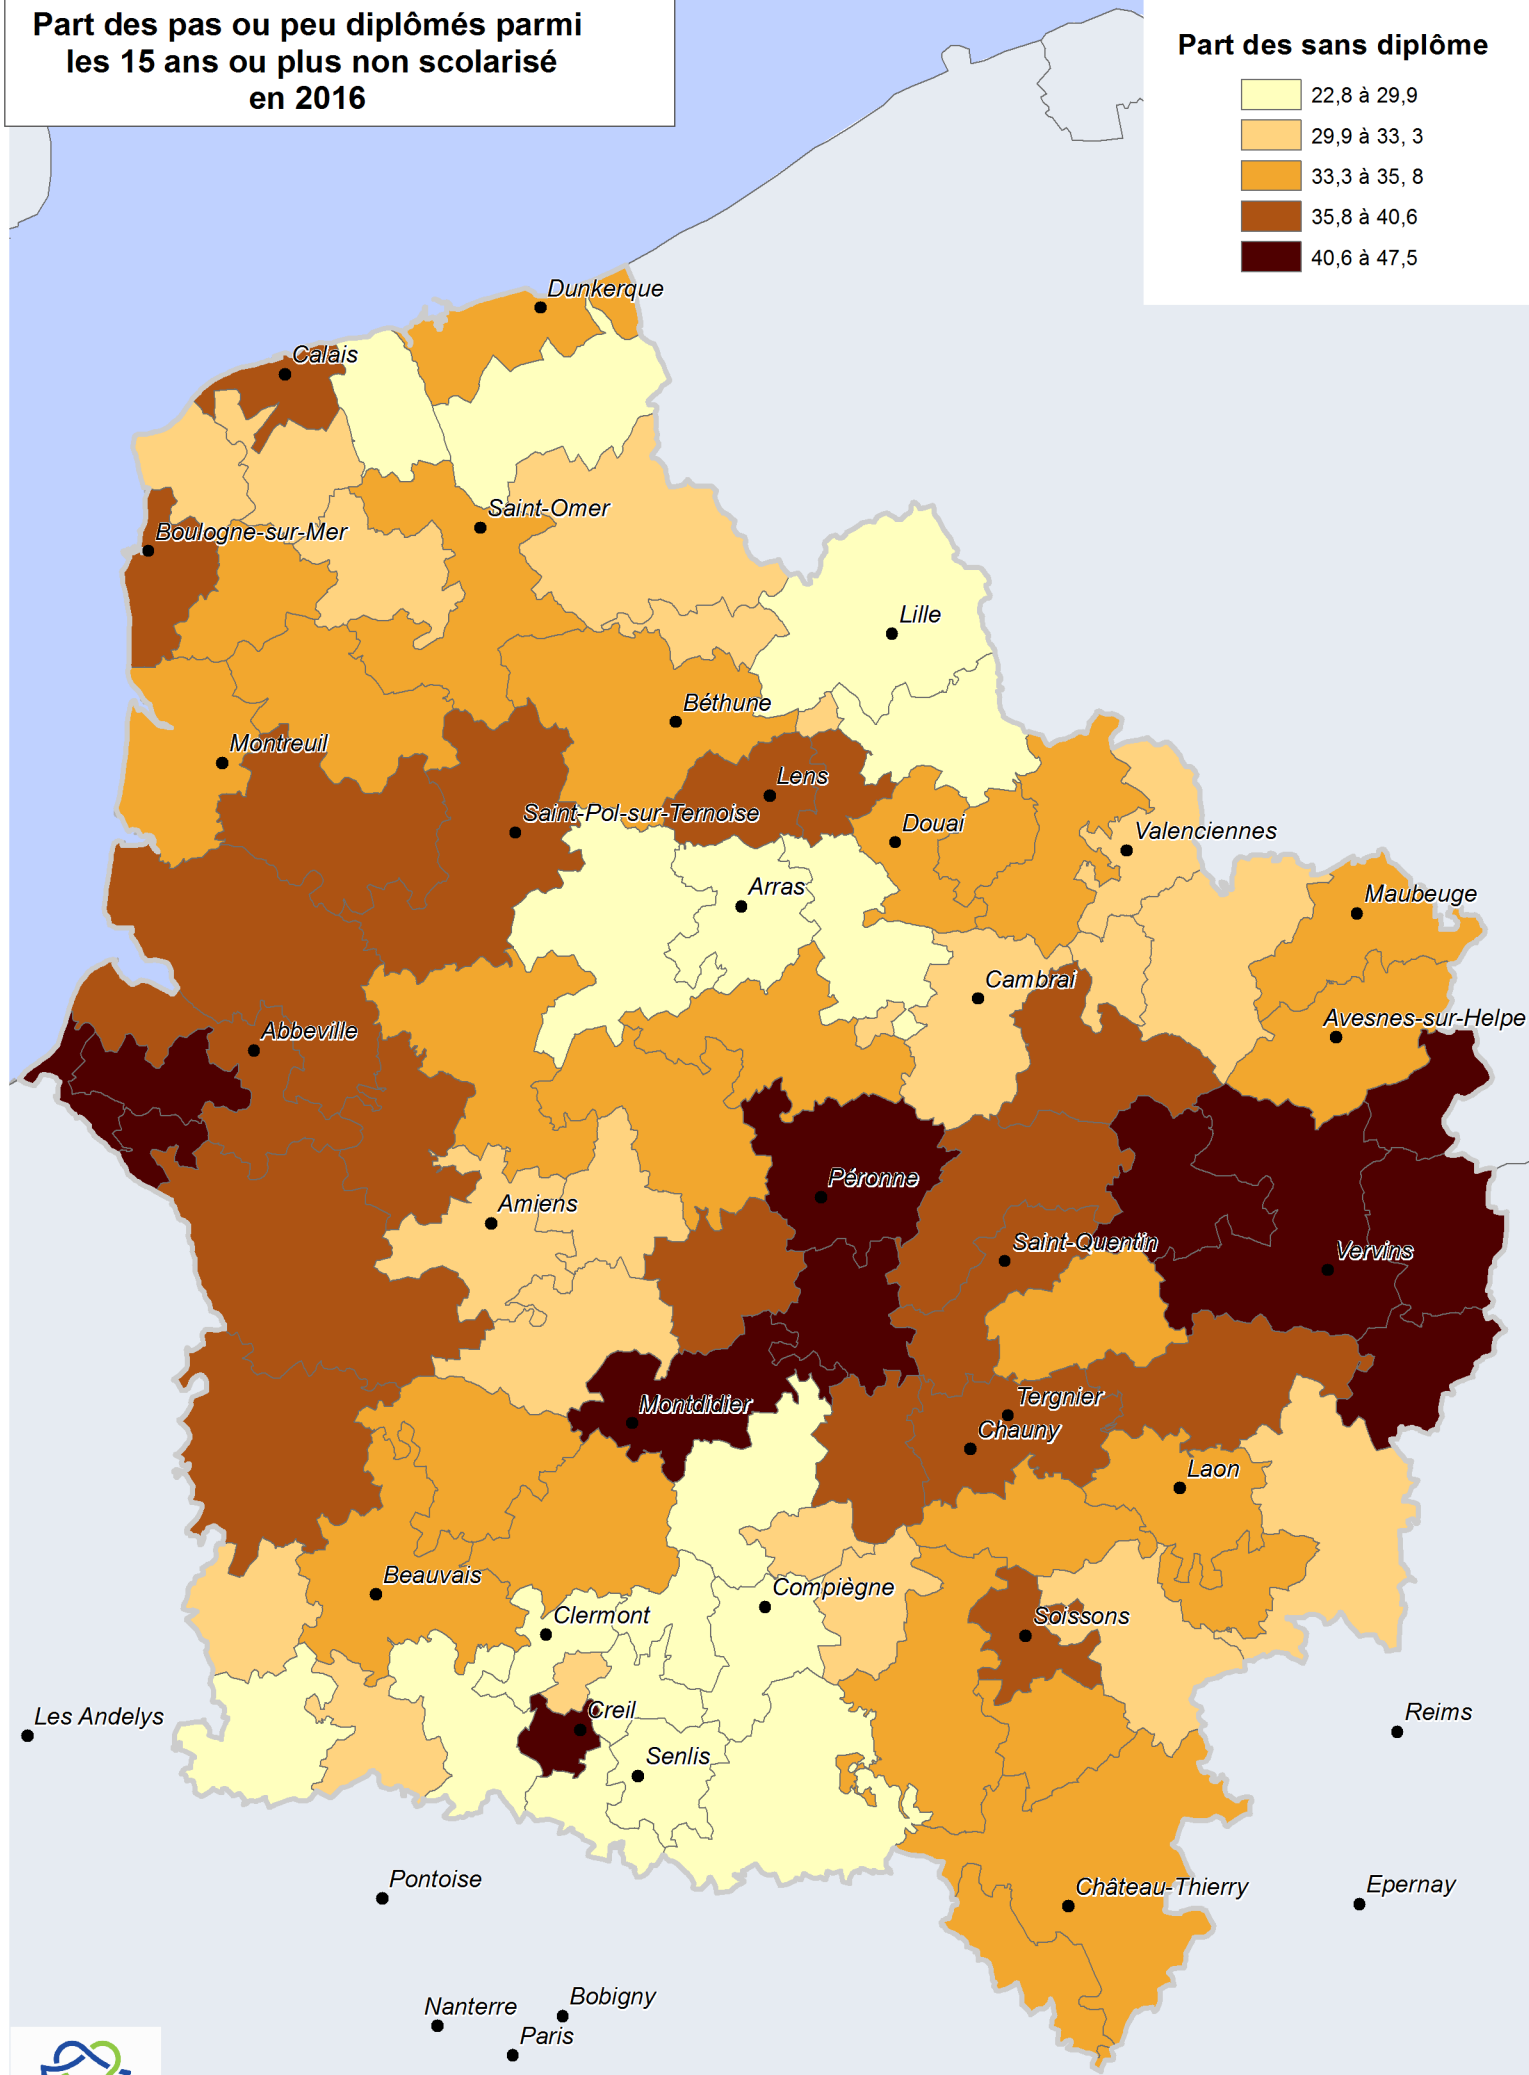 Part des pas ou peu diplômés parmi
les 15 ans ou plus non scolarisé
en 2016
Part des sans diplôme
22,8 à 29,9
29,9 à 33, 3
33,3 à 35, 8
35,8 à 40,6
40,6 à 47,5
Dunkerque
Calais
Saint-Omer
Boulogne-sur-Mer
Lille
Béthune
Montreuil
Lens
Saint-Pol-sur-Ternoise
Douai
Valenciennes
Arras
Maubeuge
Cambrai
Avesnes-sur-Helpe
Abbeville
Péronne
Amiens
Saint-Quentin
Vervins
Montdidier
Tergnier
Chauny
Laon
Beauvais
Compiègne
Clermont
Soissons
Creil
Les Andelys
Reims
Senlis
Pontoise
Château-Thierry
Epernay
Nanterre
Bobigny
Paris